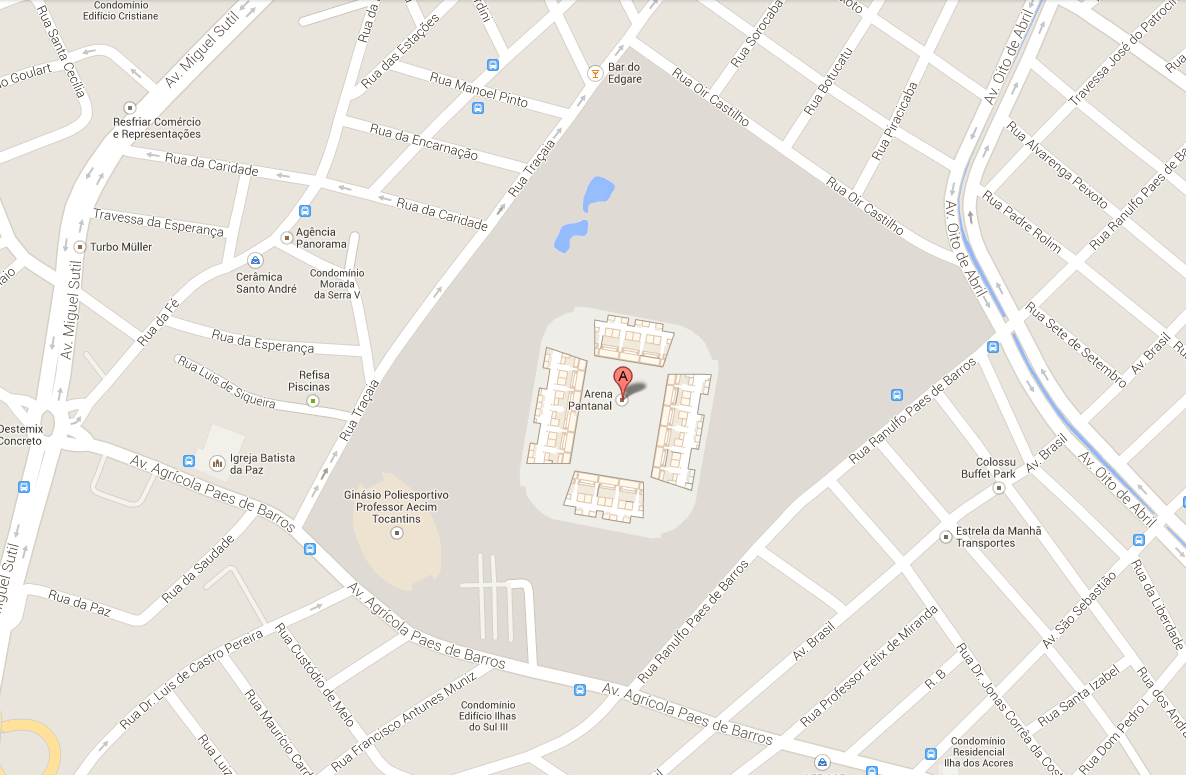 Condomínio
Edifício Cristiane
Rua Santa Cecília
Goulart
Av. Miguel Sutil
Rua da
Rua das Estações
Rua Manoel Pinto
Bar do
Edgare
Rua Sorocaba
Rua Botucatu
Rua Oir Castilho
Rua Piracicaba
Av. Oito de Abril
Travessa José do Patrocínio
Resfriar Comércio
e Representações
Rua da Encarnação
Rua Traçaia
Rua da Caridade
Rua da Caridade
Rua Alvarenga Peixoto
Rua Ranulfo Paes de
Rua Padre Rolim
Rua Oir Castilho
Av. Oito de Abril
Travessa da Esperança
Turbo Müller
Agência
Panorama
Cerâmica
Santo André
Condomínio
Morada
da Serra V
Av. Miguel Sutil
Rua da Fé
Rua da Esperança
Rua Luis de Siqueira
Refisa
Piscinas
Rua Traçaia
A
Arena
Pantanal
Rua Sete de Setembro
Av. Brasil
Rua Ranulfo Paes de Barros
Destemix
Concreto
Igreja Batista
da Paz
Av. Agrícola Paes de Barros
Ginásio Poliesportivo
Professor Aecim
Tocantins
Colossu
Buffet Park
Av. Brasil
Av. Oito de Abril
Estrela da Manhã
Transportes
Miguel Sutil
Rua da Saudade
Rua da Paz
Av. Agrícola Paes de Barros
Rua Ranulfo Paes de Barros
Av. São Sebastião
Rua da Liberdade
Av. Brasil
Rua Professor Félix de Miranda
R. B
Rua Dr. Jonas Corrêa da Costa
Rua Santa Izabel
Rua dos
Rua Dom Pedro I
Rua Dr Luis de Castro Pereira
Rua Custódio de Melo
Rua Maurício
Rua Luiz
Rua Francisco Antunes Muniz
Condomínio
Edifício Ilhas
do Sul III
Av. Agrícola Paes de Barros
Av. Brasil
Condomínio
Residencial
Ilha dos Acores